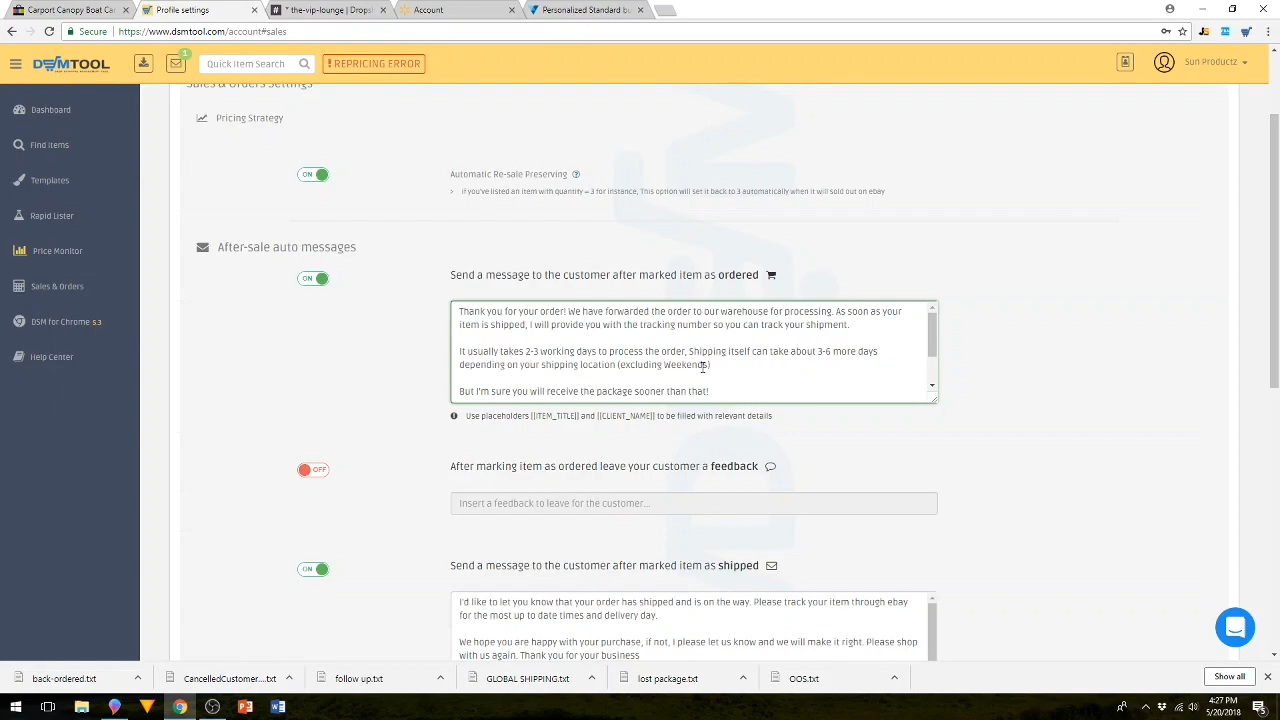 Carport Canopy Boat Ca
Profile settings
* the-vip-lounge | Drops
Account
Personalized Standard bu
Secure
https://www.dsmtool.com/account#sales
DSMTOOL
1
Quick Item Search
! REPRICING ERROR
Sun Productz
Dashboard
Find Items
Templates
Rapid Lister
Price Monitor
Sales & Orders
DSM for Chrome 5.3
Help Center
Sales & Orders Settings
Pricing Strategy
ON
Automatic Re-sale Preserving
> if you've listed an item with quantity = 3 for instance, This option will set it back to 3 automatically when it will sold out on ebay
After-sale auto messages
ON
Send a message to the customer after marked item as ordered
Thank you for your order! We have forwarded the order to our warehouse for processing. As soon as your
item is shipped, I will provide you with the tracking number so you can track your shipment.
It usually takes 2-3 working days to process the order, Shipping itself can take about 3-6 more days
depending on your shipping location (excluding Weekends)
But I'm sure you will receive the package sooner than that!
Use placeholders {{ITEM_TITLE}} and {{CLIENT_NAME}} to be filled with relevant details
OFF
After marking item as ordered leave your customer a feedback
Insert a feedback to leave for the customer...
ON
Send a message to the customer after marked item as shipped
I'd like to let you know that your order has shipped and is on the way. Please track your item through ebay
for the most up to date times and delivery day.
We hope you are happy with your purchase, if not, I please let us know and we will make it right. Please shop
with us again. Thank you for your business
back-ordered.txt
CancelledCustomer....txt
follow up.txt
GLOBAL SHIPPING.txt
lost package.txt
OOS.txt
Show all
4:27 PM
5/20/2018